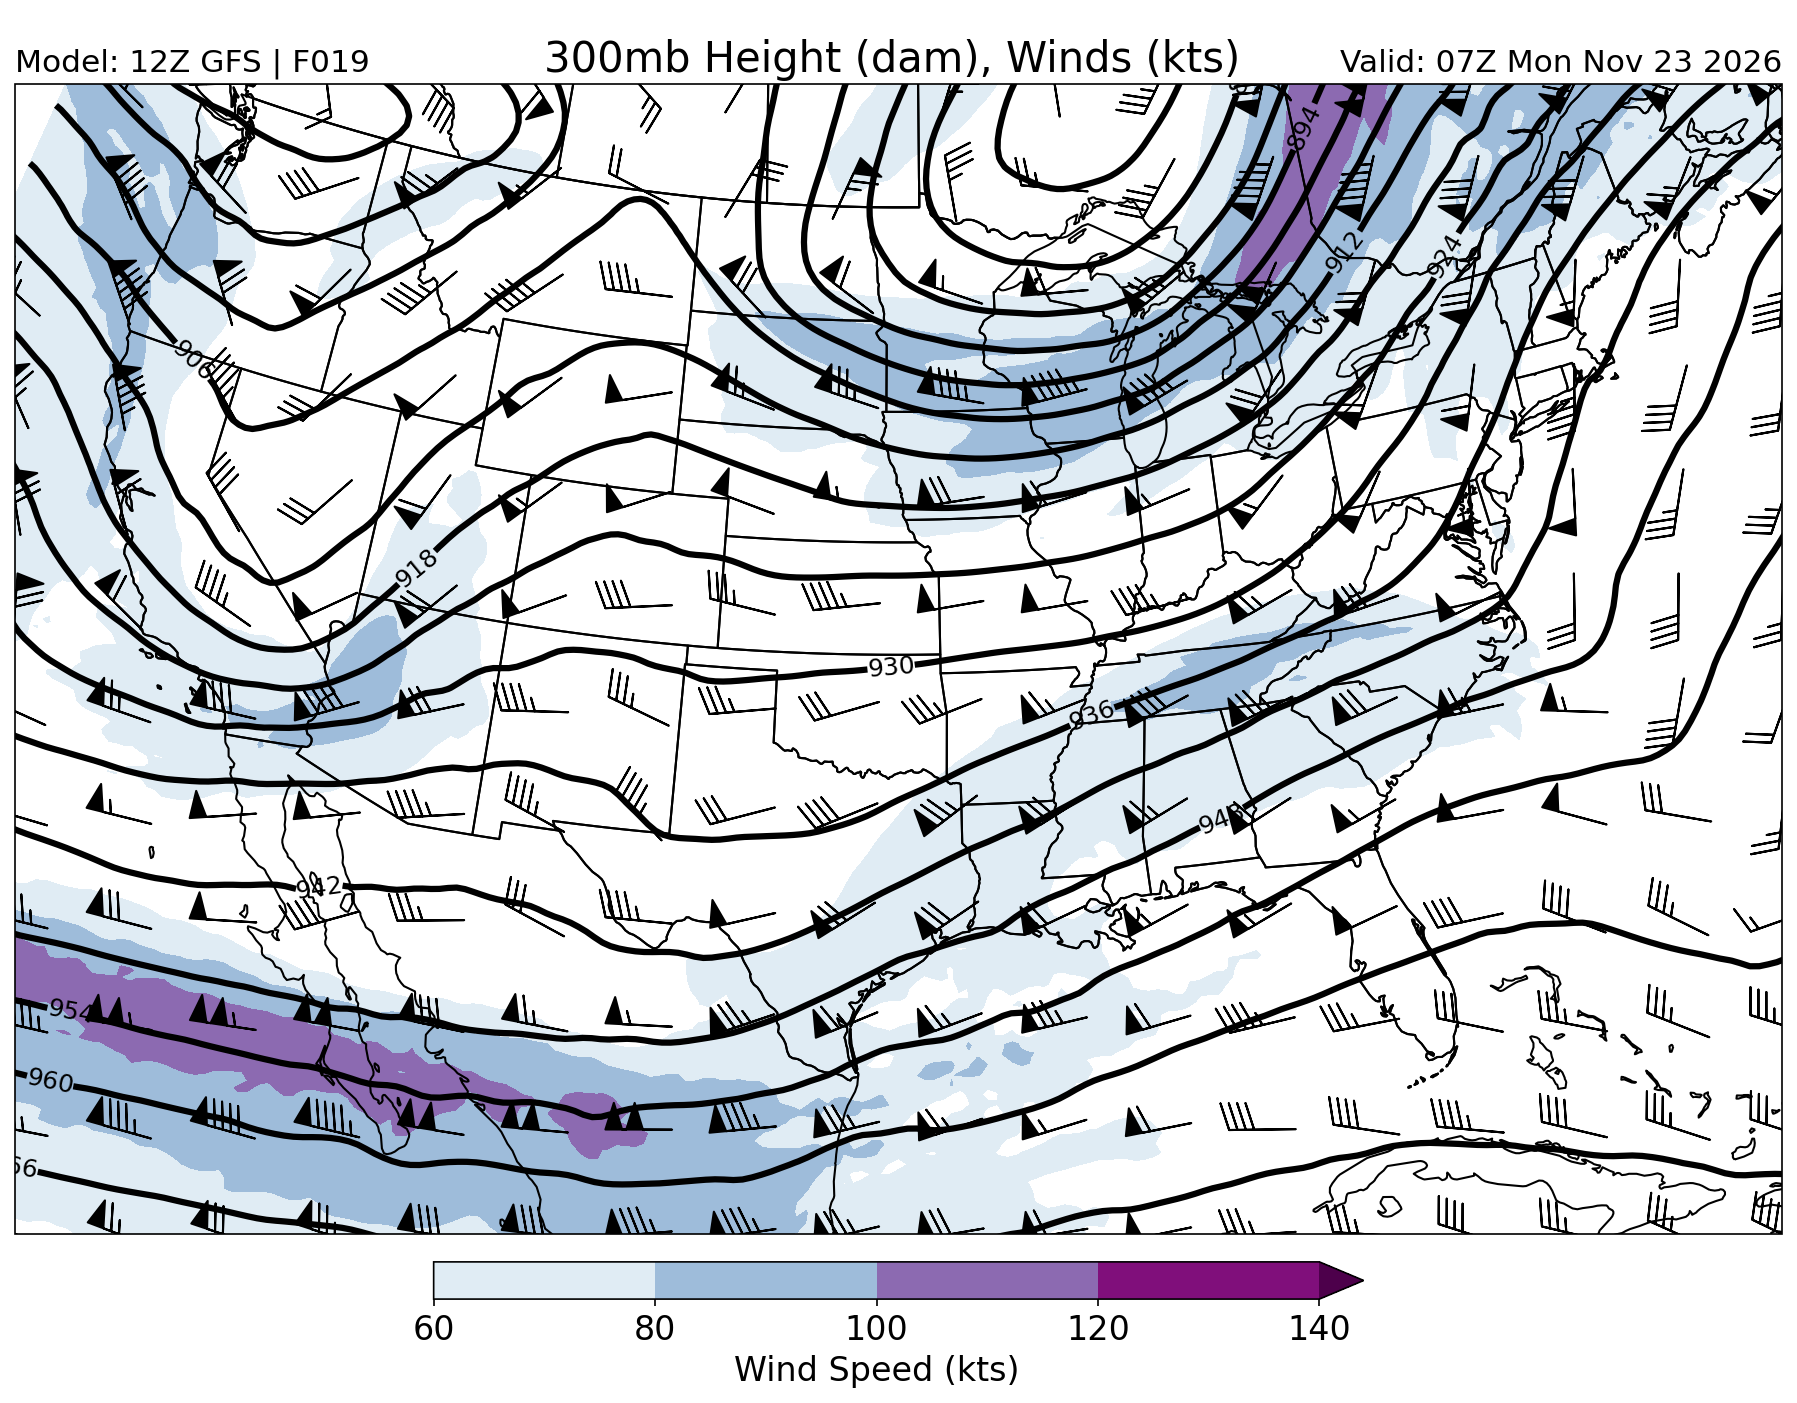 Model: 12Z GFS | F019
300mb Height (dam), Winds (kts)
Valid: 07Z Mon Nov 23 2026
894
912
924
906
918
930
936
948
942
954
960
60 80 100 120 140
Wind Speed (kts)